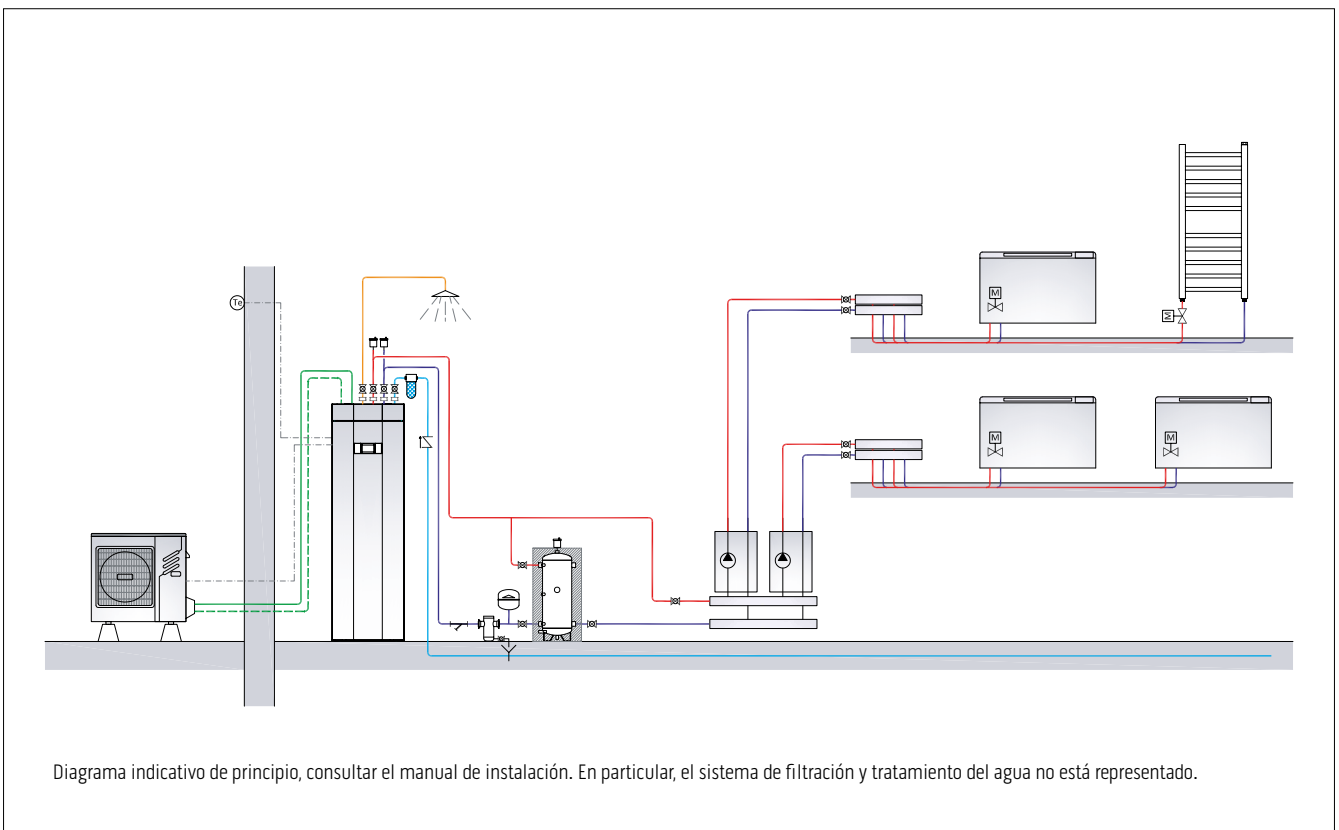 Te
M
M
M
M
M
Diagrama indicativo de principio, consultar el manual de instalación. En particular, el sistema de filtración y tratamiento del agua no está representado.